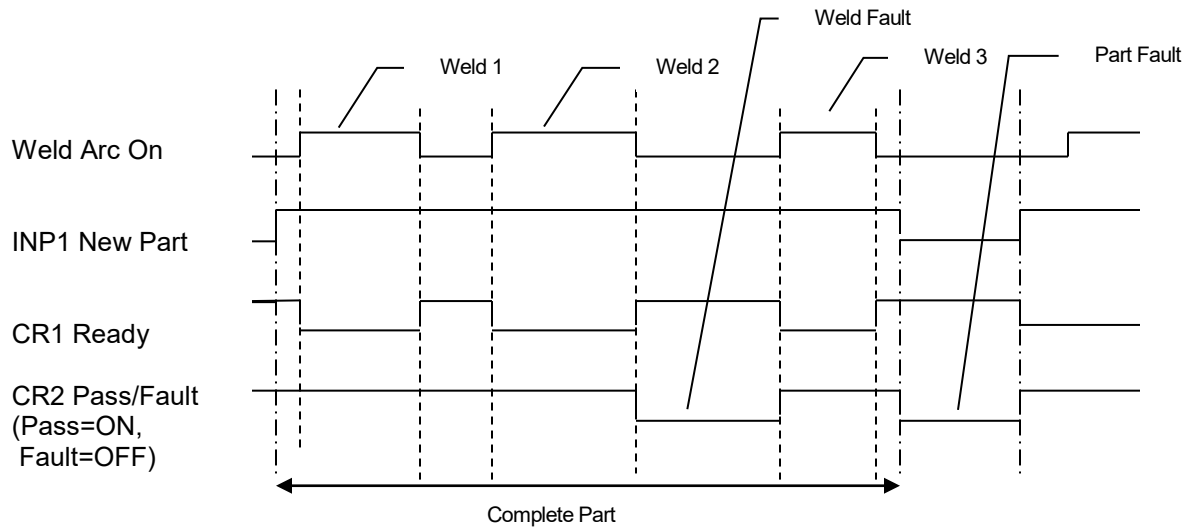 Weld Fault
Weld 1
Weld 2
Weld 3
Part Fault
Weld Arc On
INP1 New Part
CR1 Ready
CR2 Pass/Fault
(Pass=ON,
Fault=OFF)
Complete Part